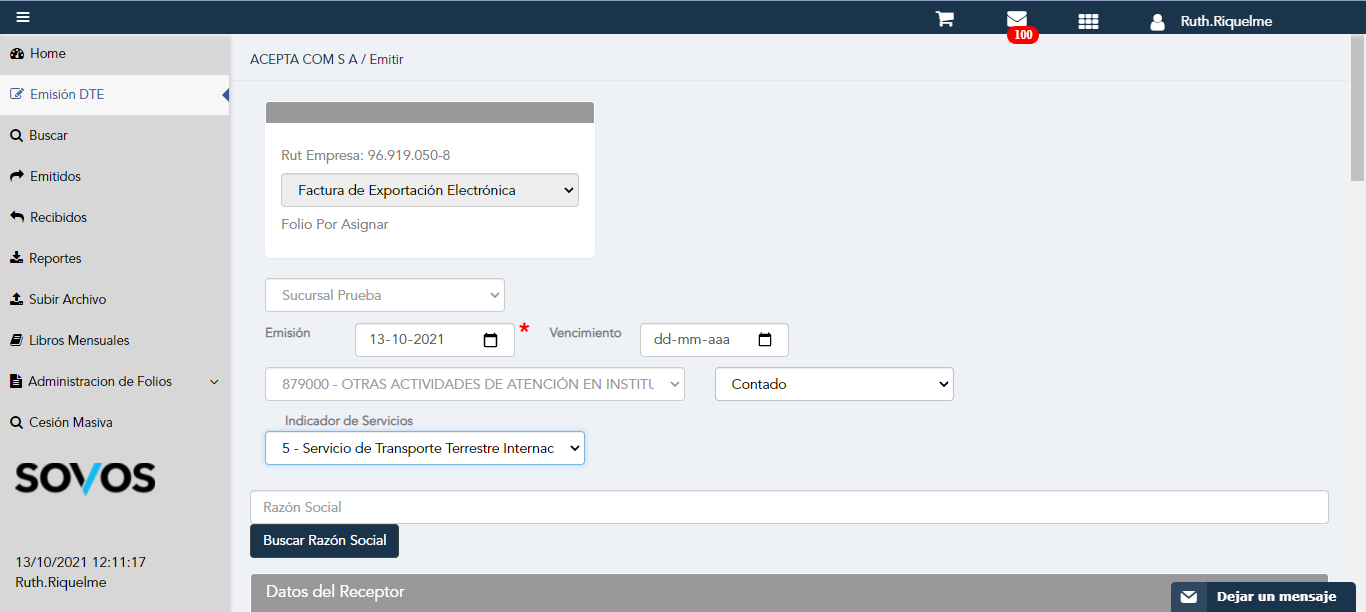 Ruth.Riquelme
100
Home
Emisión DTE
Buscar
Emitidos
Recibidos
Reportes
Subir Archivo
Libros Mensuales
Administracion de Folios
Cesión Masiva
SOVOS
13/10/2021 12:11:17
Ruth.Riquelme
ACEPTA COM S A / Emitir
Rut Empresa: 96.919.050-8
Factura de Exportación Electrónica
Folio Por Asignar
Sucursal Prueba
Emisión 13-10-2021 * Vencimiento dd-mm-aaa
879000 - OTRAS ACTIVIDADES DE ATENCIÓN EN INSTITU Contado
Indicador de Servicios
5 - Servicio de Transporte Terrestre Internac
Razón Social
Buscar Razón Social
Datos del Receptor
Dejar un mensaje